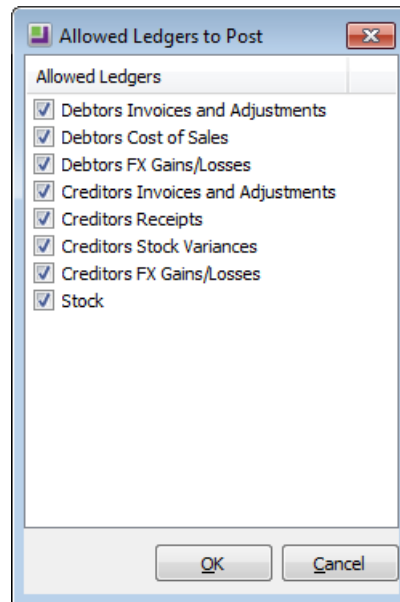 Allowed Ledgers to Post
Allowed Ledgers
Debtors Invoices and Adjustments
Debtors Cost of Sales
Debtors FX Gains/Losses
Creditors Invoices and Adjustments
Creditors Receipts
Creditors Stock Variances
Creditors FX Gains/Losses
Stock
OK Cancel